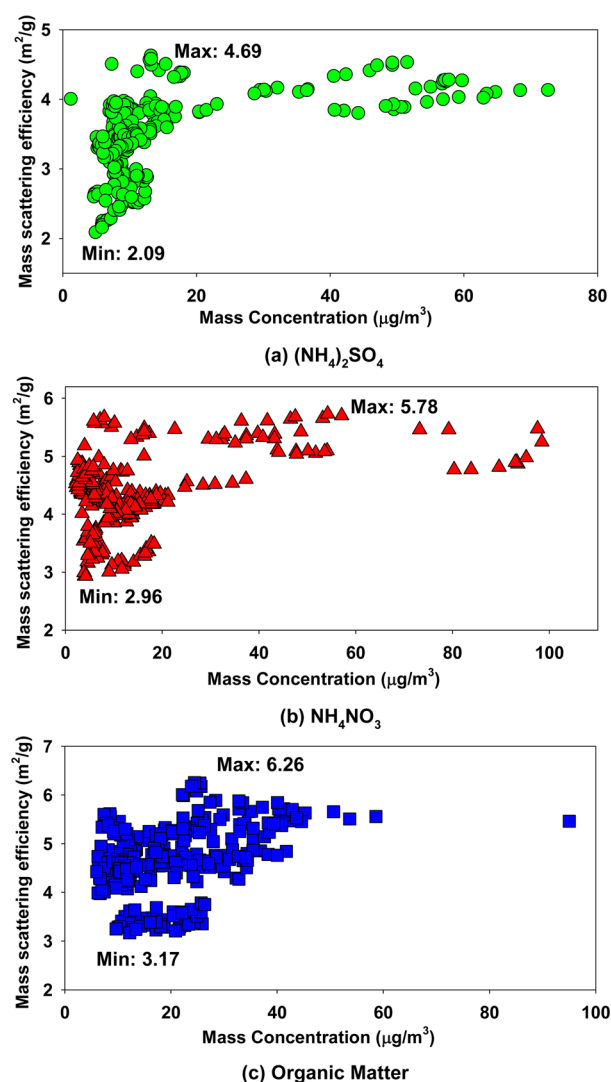 5
4
3
2
1
Mass scattering efficiency (m²/g)
Max: 4.69
Min: 2.09
0 20 40 60 80
Mass Concentration (μg/m³)
(a) (NH₄)₂SO₄
6
5
4
3
2
Mass scattering efficiency (m²/g)
Max: 5.78
Min: 2.96
0 20 40 60 80 100
Mass Concentration (μg/m³)
(b) NH₄NO₃
7
6
5
4
3
2
Mass scattering efficiency (m²/g)
Max: 6.26
Min: 3.17
0 20 40 60 80 100
Mass Concentration (μg/m³)
(c) Organic Matter